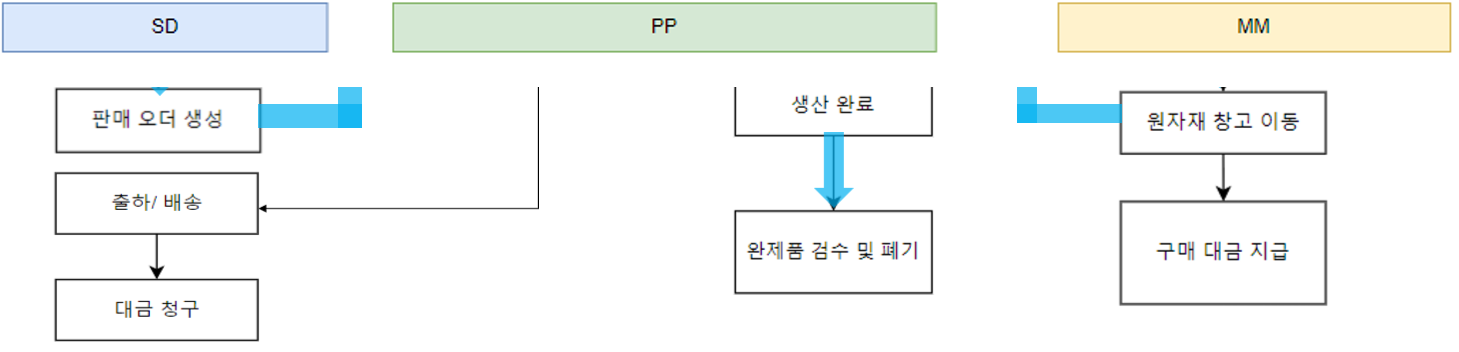 SD
PP
MM
판매 오더 생성
생산 완료
원자재 창고 이동
출하/ 배송
완제품 검수 및 폐기
구매 대금 지급
대금 청구